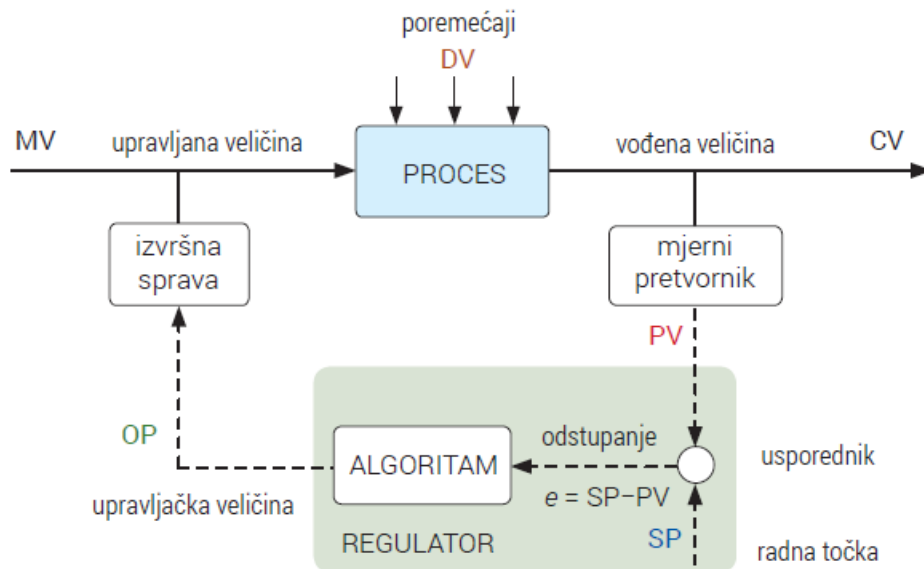 poremećaji
DV
MV
upravljana veličina
PROCES
vođena veličina
CV
izvršna
sprava
mjerni
pretvornik
PV
OP
upravljačka veličina
ALGORITAM
odstupanje
e = SP–PV
usporednik
REGULATOR
SP
radna točka